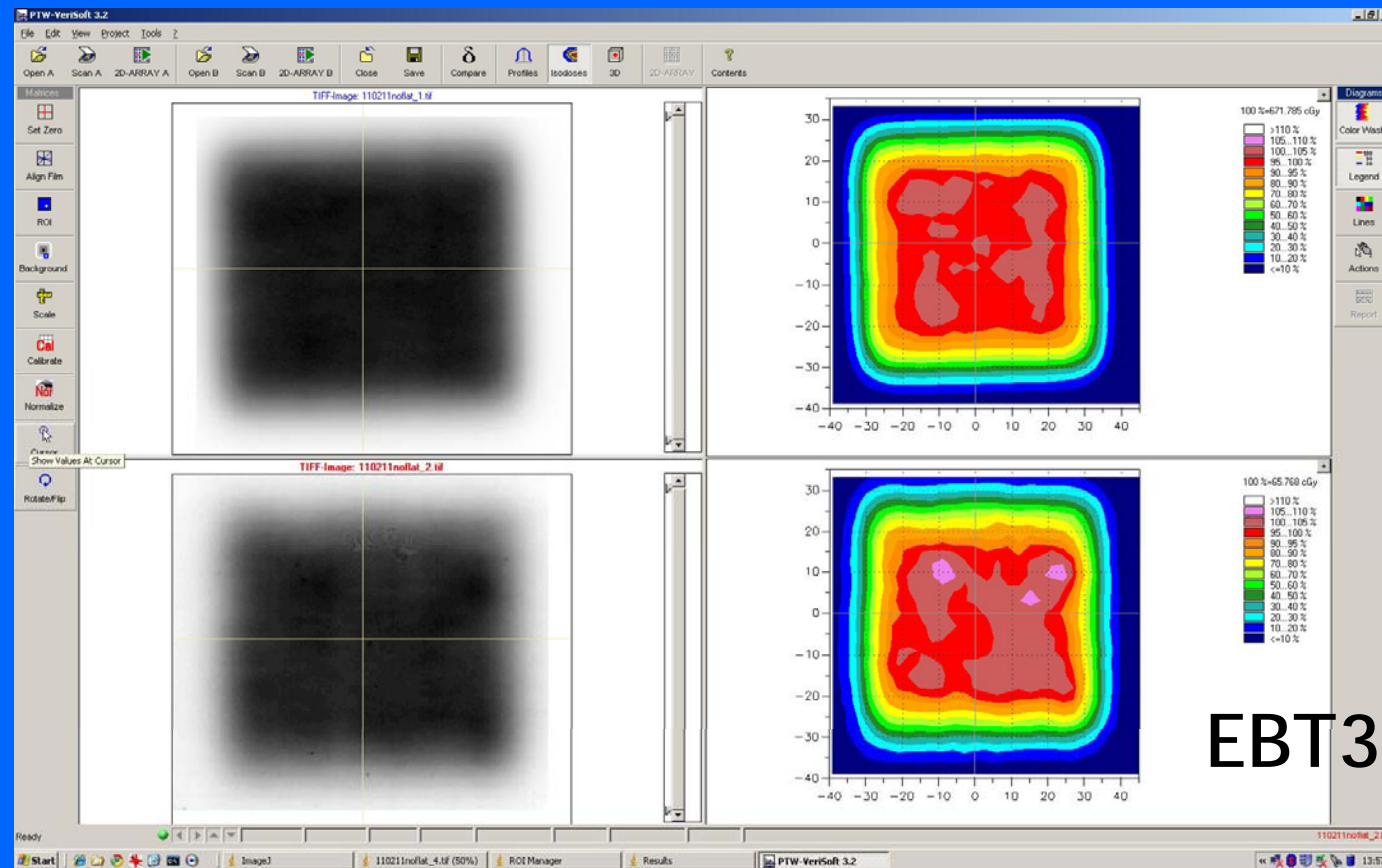 PTW-VeriSoft 3.2
File Edit View Project Tools ?
Open A Scan A 2D-ARRAY A Open B Scan B 2D-ARRAY B Close Save Compare Profiles Isodoses 3D 2D-ARRAY Contents
Matrices
Set Zero
Align Film
ROI
Background
Scale
Cal
Calibrate
Nor
Normalize
Cursor
Show Values At Cursor
Rotate/Flip
TIFF-Image: 110211noflat_1.tif
30
20
10
0
-10
-20
-30
-40
-40 -30 -20 -10 0 10 20 30 40
100 %=671.785 cGy
>110 %
105...110 %
100...105 %
95...100 %
90...95 %
80...90 %
70...80 %
60...70 %
50...60 %
40...50 %
30...40 %
20...30 %
10...20 %
<=10 %
Diagrams
Color Wash
Legend
Lines
Actions
Report
TIFF-Image: 110211noflat_2.tif
30
20
10
0
-10
-20
-30
-40
-40 -30 -20 -10 0 10 20 30 40
100 %=65.768 cGy
>110 %
105...110 %
100...105 %
95...100 %
90...95 %
80...90 %
70...80 %
60...70 %
50...60 %
40...50 %
30...40 %
20...30 %
10...20 %
<=10 %
EBT3
Ready
110211noflat_2.t
Start ImageJ 110211noflat_4.tif (50%) ROI Manager Results PTW-VeriSoft 3.2